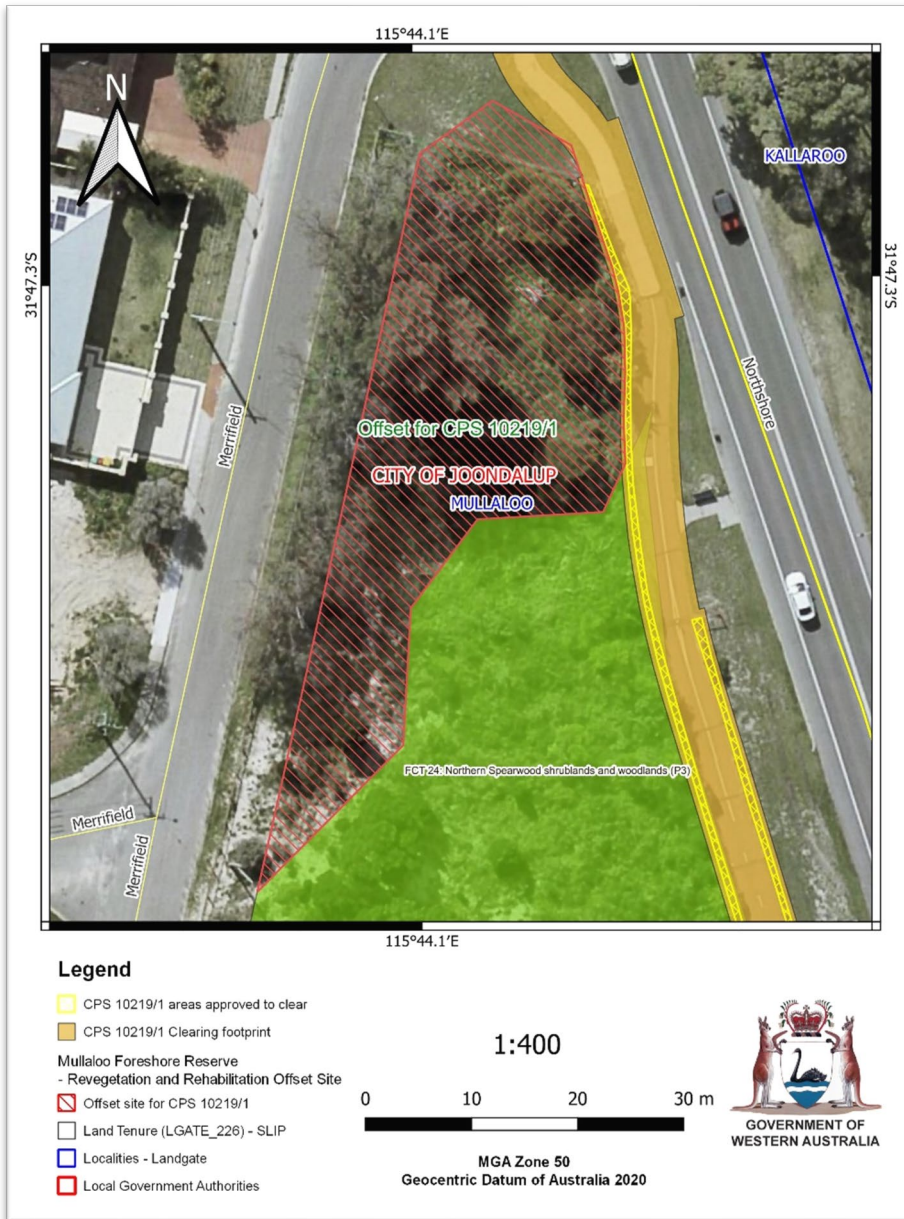 115°44.1'E
N
KALLAROO
31°47.3'S
31°47.3'S
Northshore
Merrifield
Offset for CPS 10219/1
CITY OF JOONDALUP
MULLALOO
FCT 24: Northern Spearwood shrublands and woodlands (P3)
Merrifield
Merrifield
115°44.1'E
Legend
CPS 10219/1 areas approved to clear
CPS 10219/1 Clearing footprint
Mullaloo Foreshore Reserve
- Revegetation and Rehabilitation Offset Site
Offset site for CPS 10219/1
Land Tenure (LGATE_226) - SLIP
Localities - Landgate
Local Government Authorities
1:400
0 10 20 30 m
MGA Zone 50
Geocentric Datum of Australia 2020
GOVERNMENT OF
WESTERN AUSTRALIA